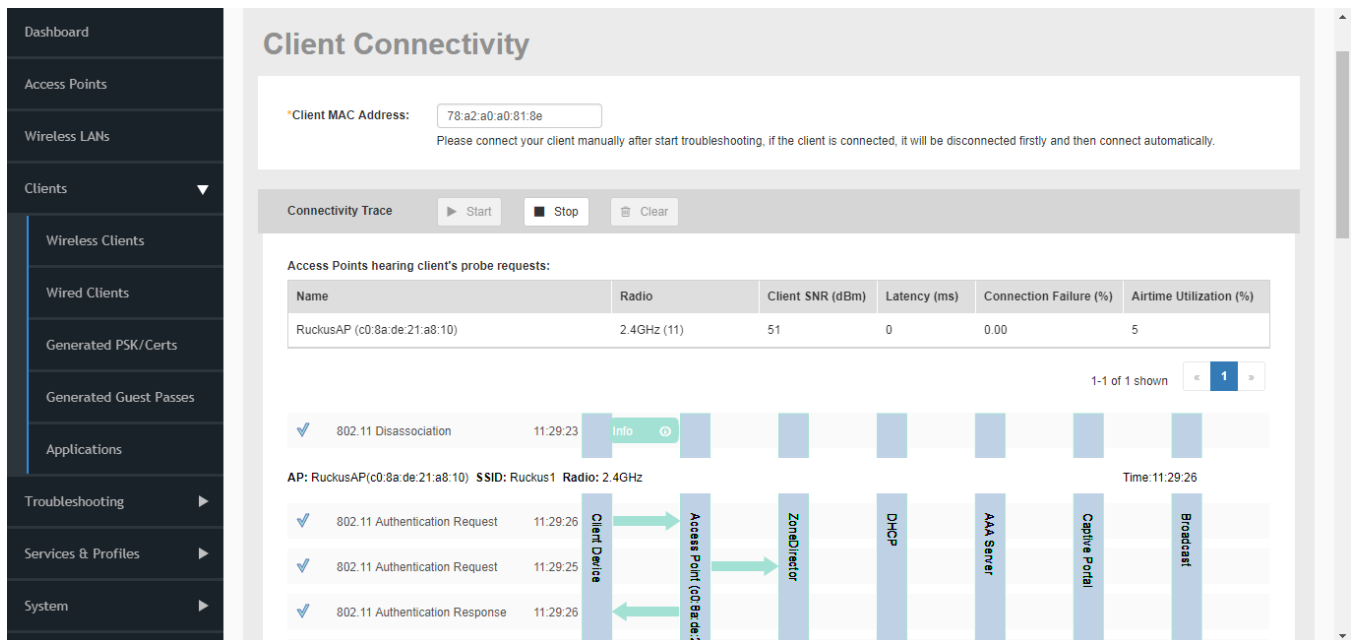 Dashboard
Access Points
Wireless LANs
Clients
Wireless Clients
Wired Clients
Generated PSK/Certs
Generated Guest Passes
Applications
Troubleshooting
Services & Profiles
System
Client Connectivity
*Client MAC Address: 78:a2:a0:a0:81:8e
Please connect your client manually after start troubleshooting, if the client is connected, it will be disconnected firstly and then connect automatically.
Connectivity Trace Start Stop Clear
Access Points hearing client's probe requests:
Name Radio Client SNR (dBm) Latency (ms) Connection Failure (%) Airtime Utilization (%)
RuckusAP (c0:8a:de:21:a8:10) 2.4GHz (11) 51 0 0.00 5
1-1 of 1 shown « 1 »
802.11 Disassociation 11:29:23 Info
AP: RuckusAP(c0:8a:de:21:a8:10) SSID: Ruckus1 Radio: 2.4GHz Time:11:29:26
802.11 Authentication Request 11:29:26
802.11 Authentication Request 11:29:25
802.11 Authentication Response 11:29:26
Client Device
Access Point (c0:8a:de:
ZoneDirector
DHCP
AAA Server
Captive Portal
Broadcast